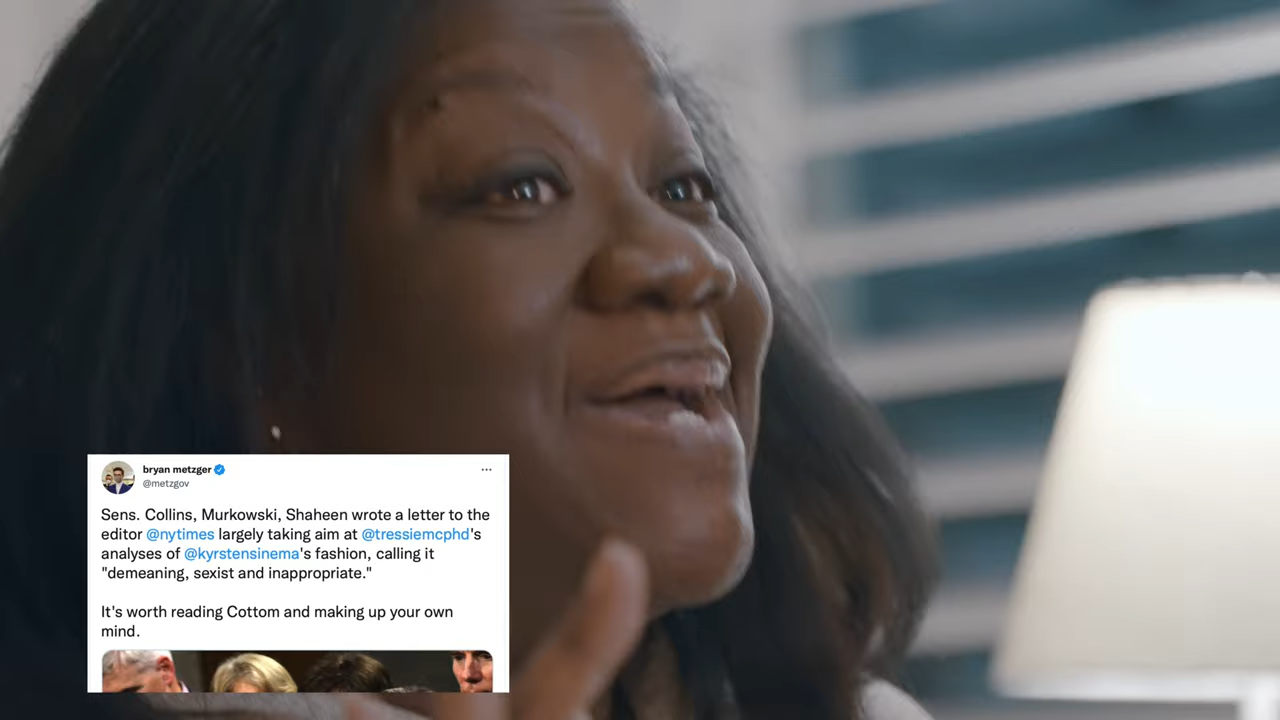 bryan metzger
@metzgov
Sens. Collins, Murkowski, Shaheen wrote a letter to the
editor @nytimes largely taking aim at @tressiemcphd's
analyses of @kyrstensinema's fashion, calling it
"demeaning, sexist and inappropriate."
It's worth reading Cottom and making up your own
mind.